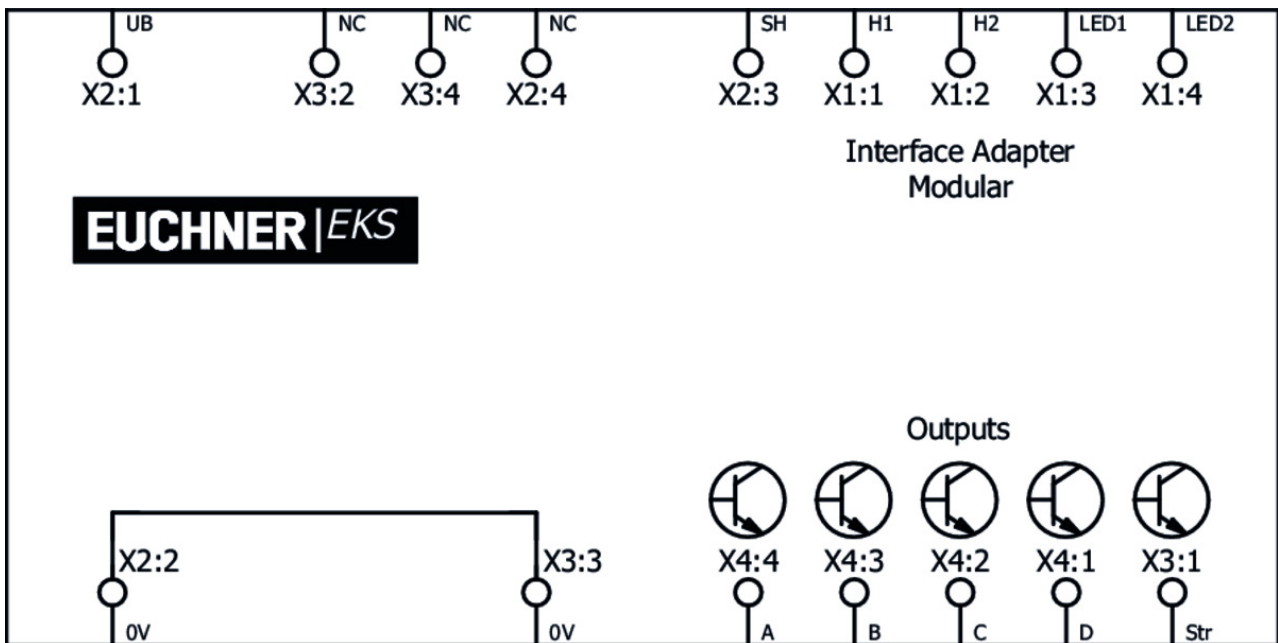 UB NC NC NC SH H1 H2 LED1 LED2
X2:1 X3:2 X3:4 X2:4 X2:3 X1:1 X1:2 X1:3 X1:4
Interface Adapter
Modular
EUCHNER EKS
Outputs
X2:2 X3:3 X4:4 X4:3 X4:2 X4:1 X3:1
0V 0V A B C D Str